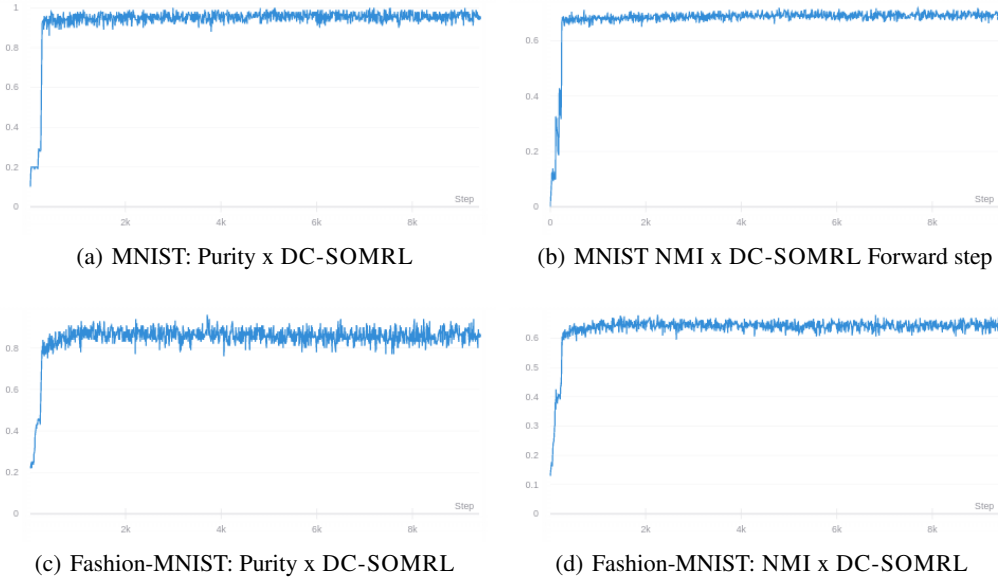 1
0.8
0.6
0.4
0.2
0
Step
2k
4k
6k
8k
(a) MNIST: Purity x DC-SOMRL
0.6
0.4
0.2
0
Step
0
2k
4k
6k
8k
(b) MNIST NMI x DC-SOMRL Forward step
0.8
0.6
0.4
0.2
0
Step
2k
4k
6k
8k
(c) Fashion-MNIST: Purity x DC-SOMRL
0.6
0.5
0.4
0.3
0.2
0.1
0
Step
2k
4k
6k
8k
(d) Fashion-MNIST: NMI x DC-SOMRL